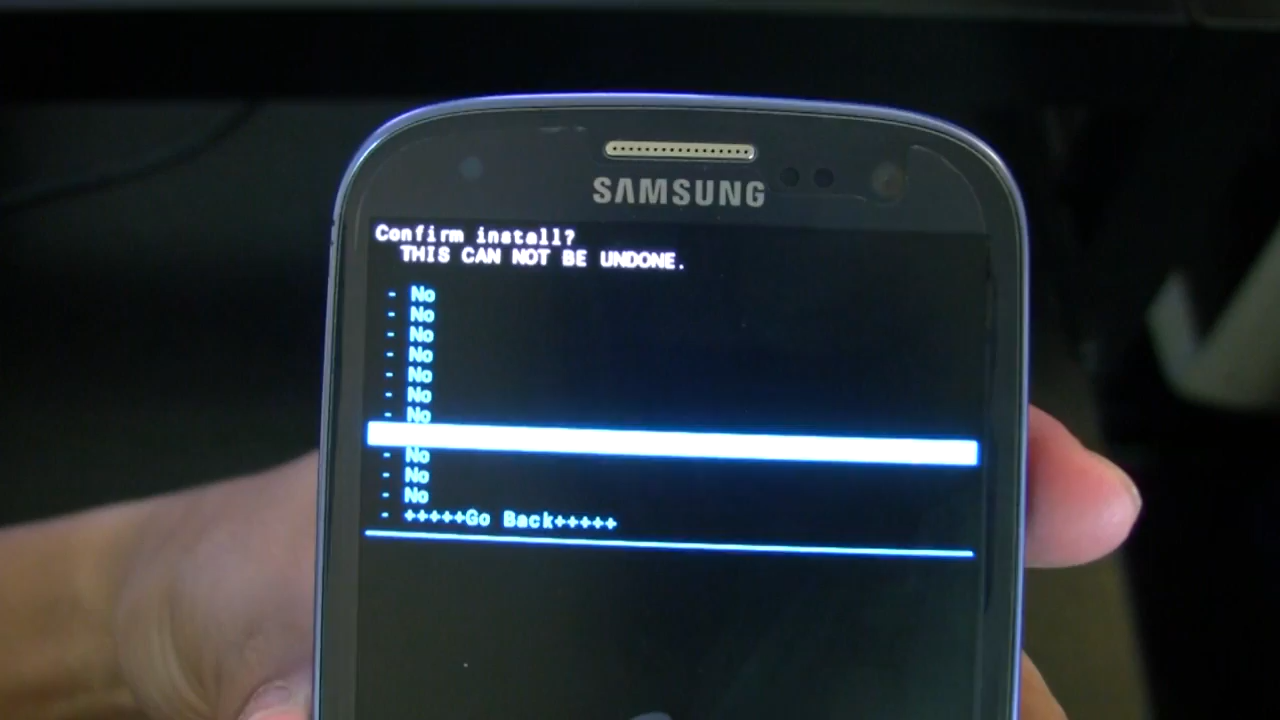 SAMSUNG
Confirm install?
THIS CAN NOT BE UNDONE.
- No
- No
- No
- No
- No
- No
- No
- No
- No
- No
- +++++Go Back+++++